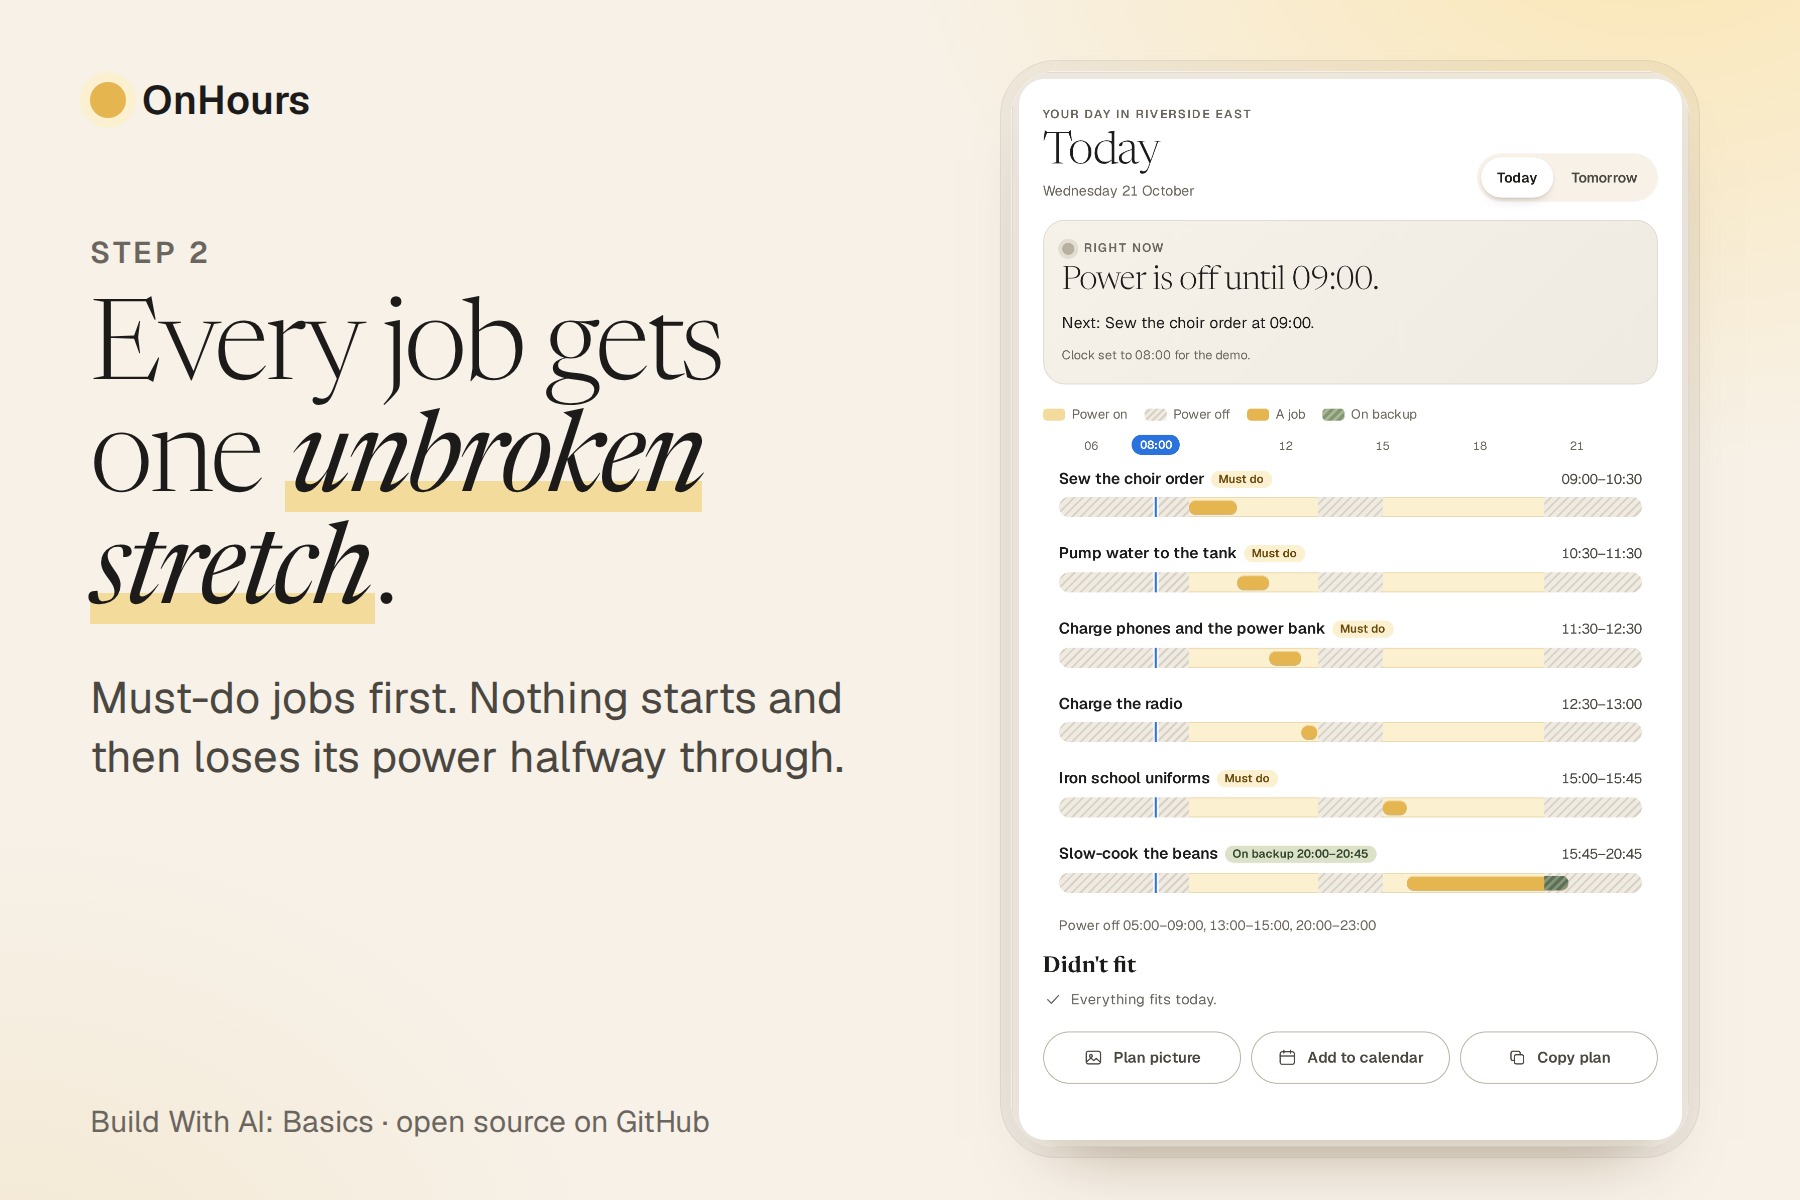 OnHours
STEP 2
Every job gets
one unbroken
stretch.
Must-do jobs first. Nothing starts and
then loses its power halfway through.
Build With AI: Basics · open source on GitHub
YOUR DAY IN RIVERSIDE EAST
Today
Wednesday 21 October
Today Tomorrow
RIGHT NOW
Power is off until 09:00.
Next: Sew the choir order at 09:00.
Clock set to 08:00 for the demo.
Power on Power off A job On backup
06 08:00 12 15 18 21
Sew the choir order Must do 09:00–10:30
Pump water to the tank Must do 10:30–11:30
Charge phones and the power bank Must do 11:30–12:30
Charge the radio 12:30–13:00
Iron school uniforms Must do 15:00–15:45
Slow-cook the beans On backup 20:00–20:45 15:45–20:45
Power off 05:00–09:00, 13:00–15:00, 20:00–23:00
Didn't fit
Everything fits today.
Plan picture Add to calendar Copy plan